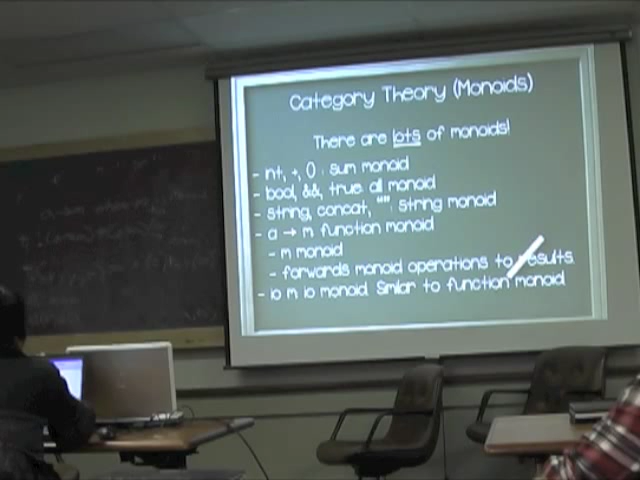 Category Theory (Monoids)
There are lots of monoids!
- int, +, 0 : sum monoid
- bool, &&, true: all monoid
- string, concat, "": string monoid
- a → m function monoid
- m monoid
- forwards monoid operations to results.
- io m io monoid. Similar to function monoid.